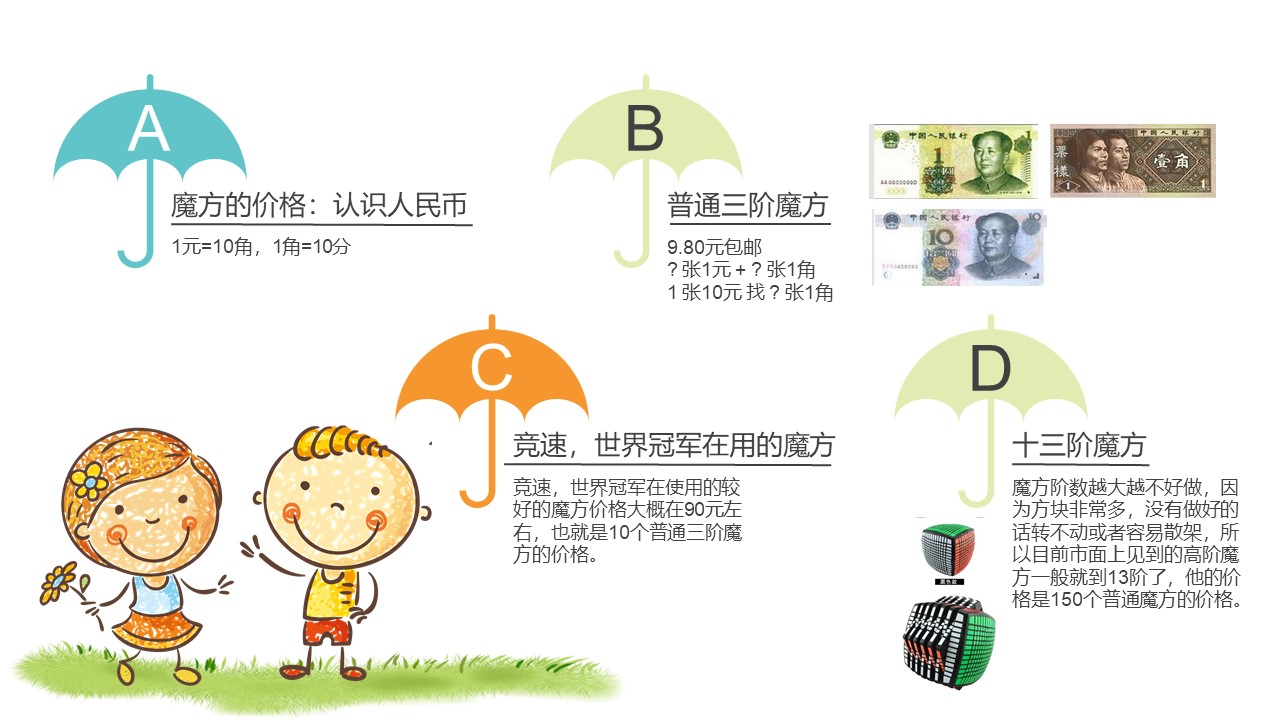 A
魔方的价格：认识人民币
1元=10角，1角=10分
B
普通三阶魔方
9.80元包邮
？张1元＋？张1角
1 张10元 找？张1角
中国人民银行
1
1
AA00000000
中国人民银行
票樣
壹角
1
1
中国人民银行
10
10
C
竞速，世界冠军在用的魔方
竞速，世界冠军在使用的较
好的魔方价格大概在90元左
右，也就是10个普通三阶魔
方的价格。
D
十三阶魔方
魔方阶数越大越不好做，因
为方块非常多，没有做好的
话转不动或者容易散架，所
以目前市面上见到的高阶魔
方一般就到13阶了，他的价
格是150个普通魔方的价格。
黑色款